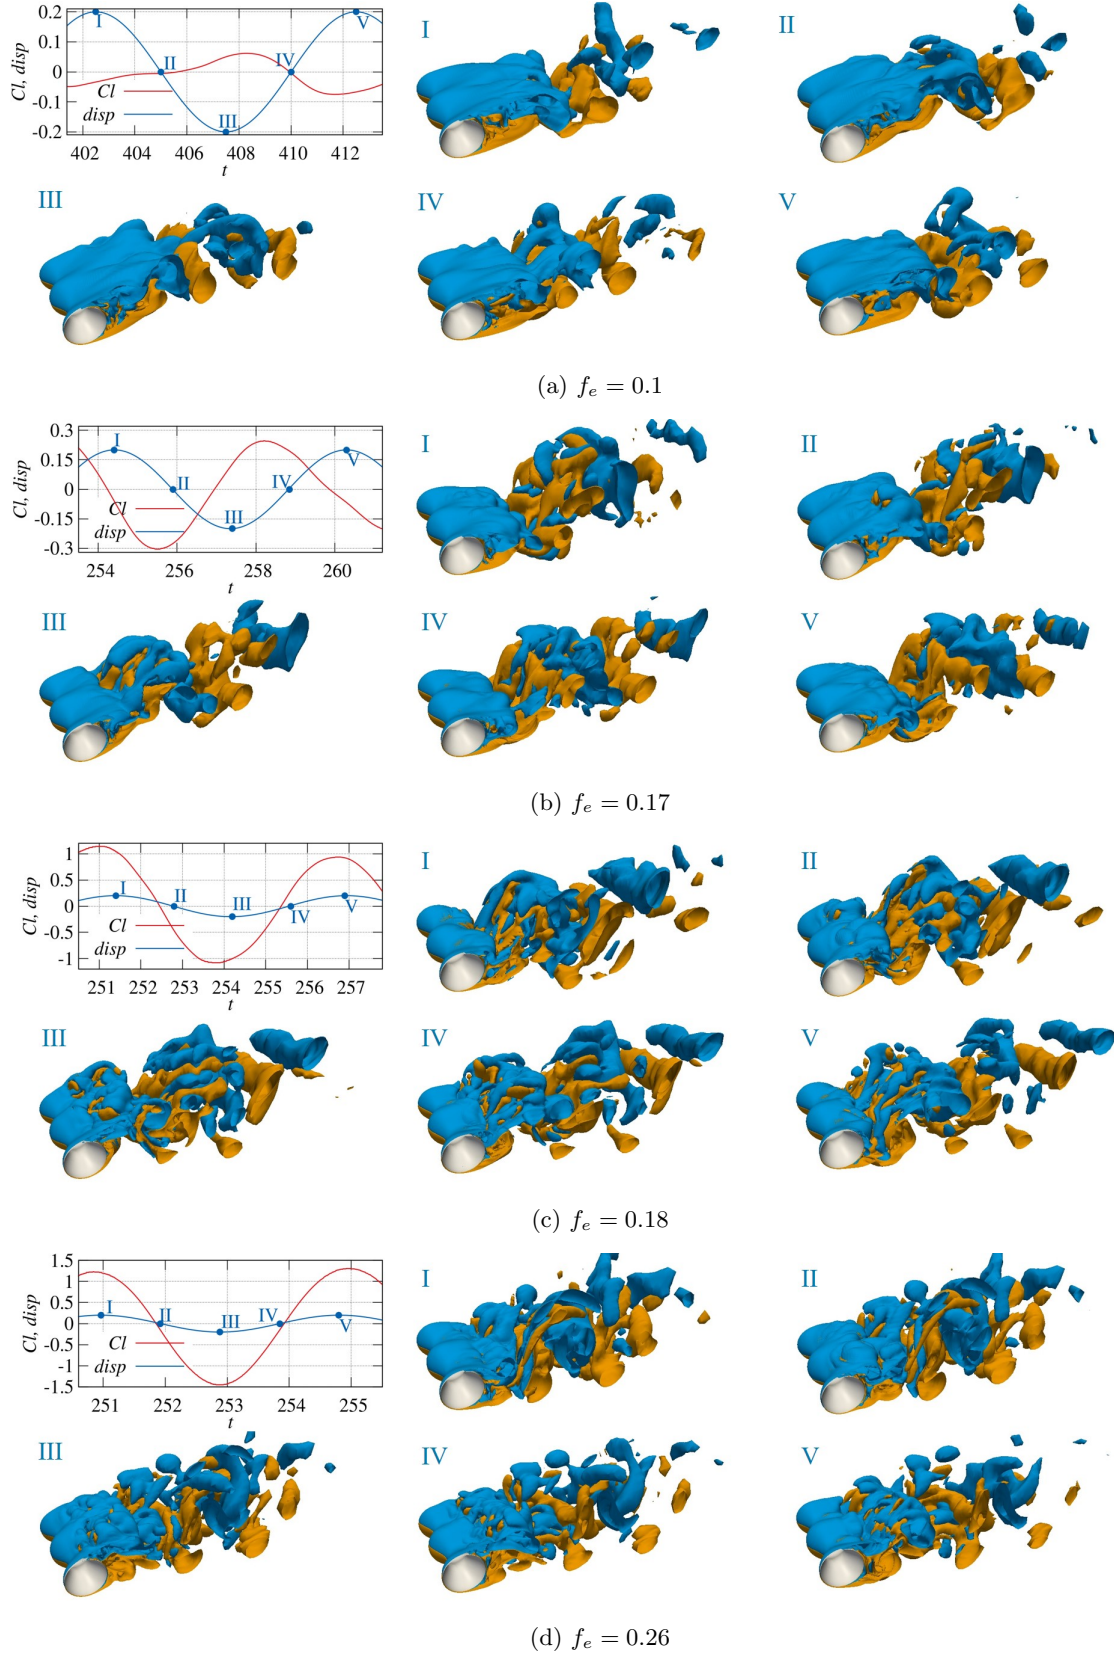 0.2
0.1
0
-0.1
-0.2
Cl, disp
I
II
III
IV
V
Cl
disp
402 404 406 408 410 412
t
I
II
III
IV
V
(a) f_e = 0.1
0.3
0.15
0
-0.15
-0.3
Cl, disp
I
II
III
IV
V
Cl
disp
254 256 258 260
t
I
II
III
IV
V
(b) f_e = 0.17
1
0.5
0
-0.5
-1
Cl, disp
I
II
III
IV
V
Cl
disp
251 252 253 254 255 256 257
t
I
II
III
IV
V
(c) f_e = 0.18
1.5
1
0.5
0
-0.5
-1
-1.5
Cl, disp
I
II
III
IV
V
Cl
disp
251 252 253 254 255
t
I
II
III
IV
V
(d) f_e = 0.26